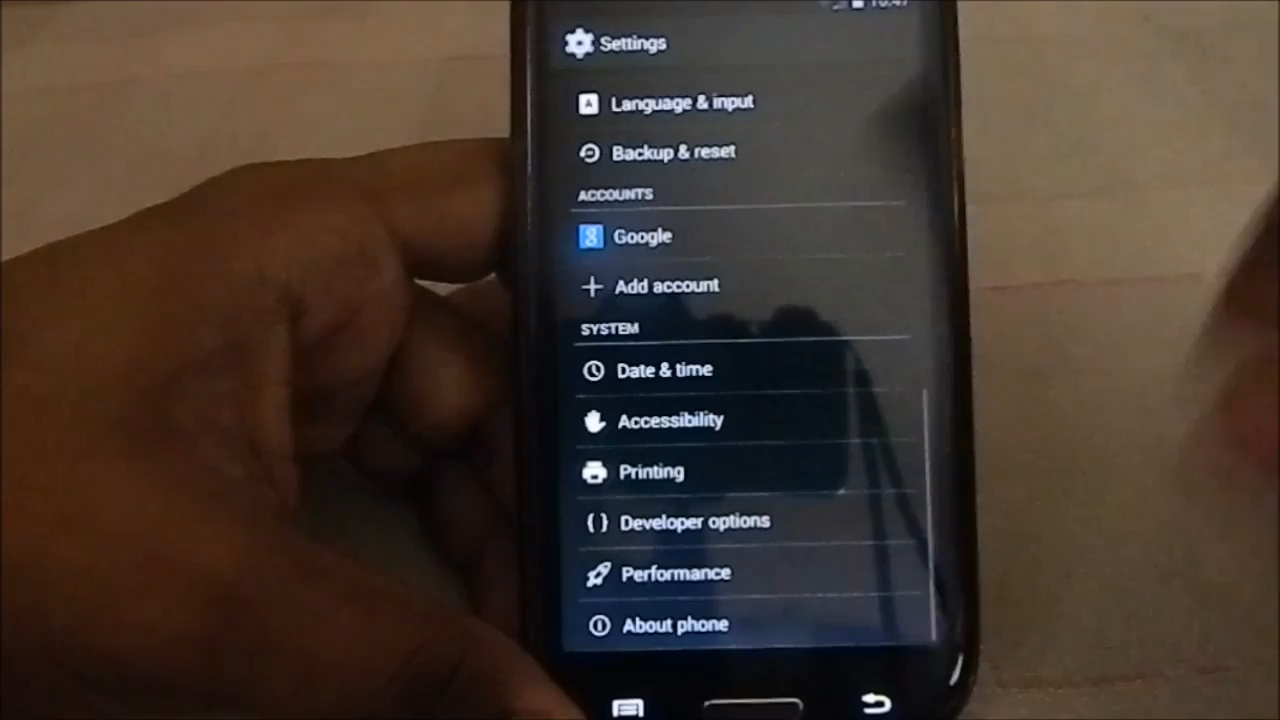 Settings
Language & input
Backup & reset
ACCOUNTS
Google
Add account
SYSTEM
Date & time
Accessibility
Printing
Developer options
Performance
About phone